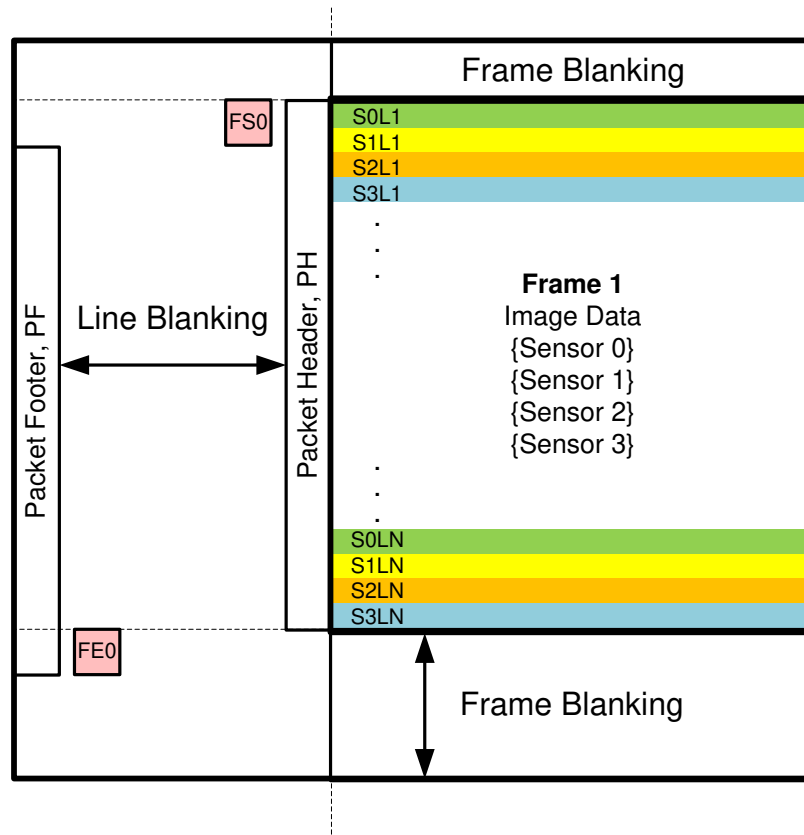 Frame Blanking
FS0
S0L1
S1L1
S2L1
S3L1
.
.
.
Packet Footer, PF
Line Blanking
Packet Header, PH
Frame 1
Image Data
{Sensor 0}
{Sensor 1}
{Sensor 2}
{Sensor 3}
.
.
.
S0LN
S1LN
S2LN
S3LN
FE0
Frame Blanking